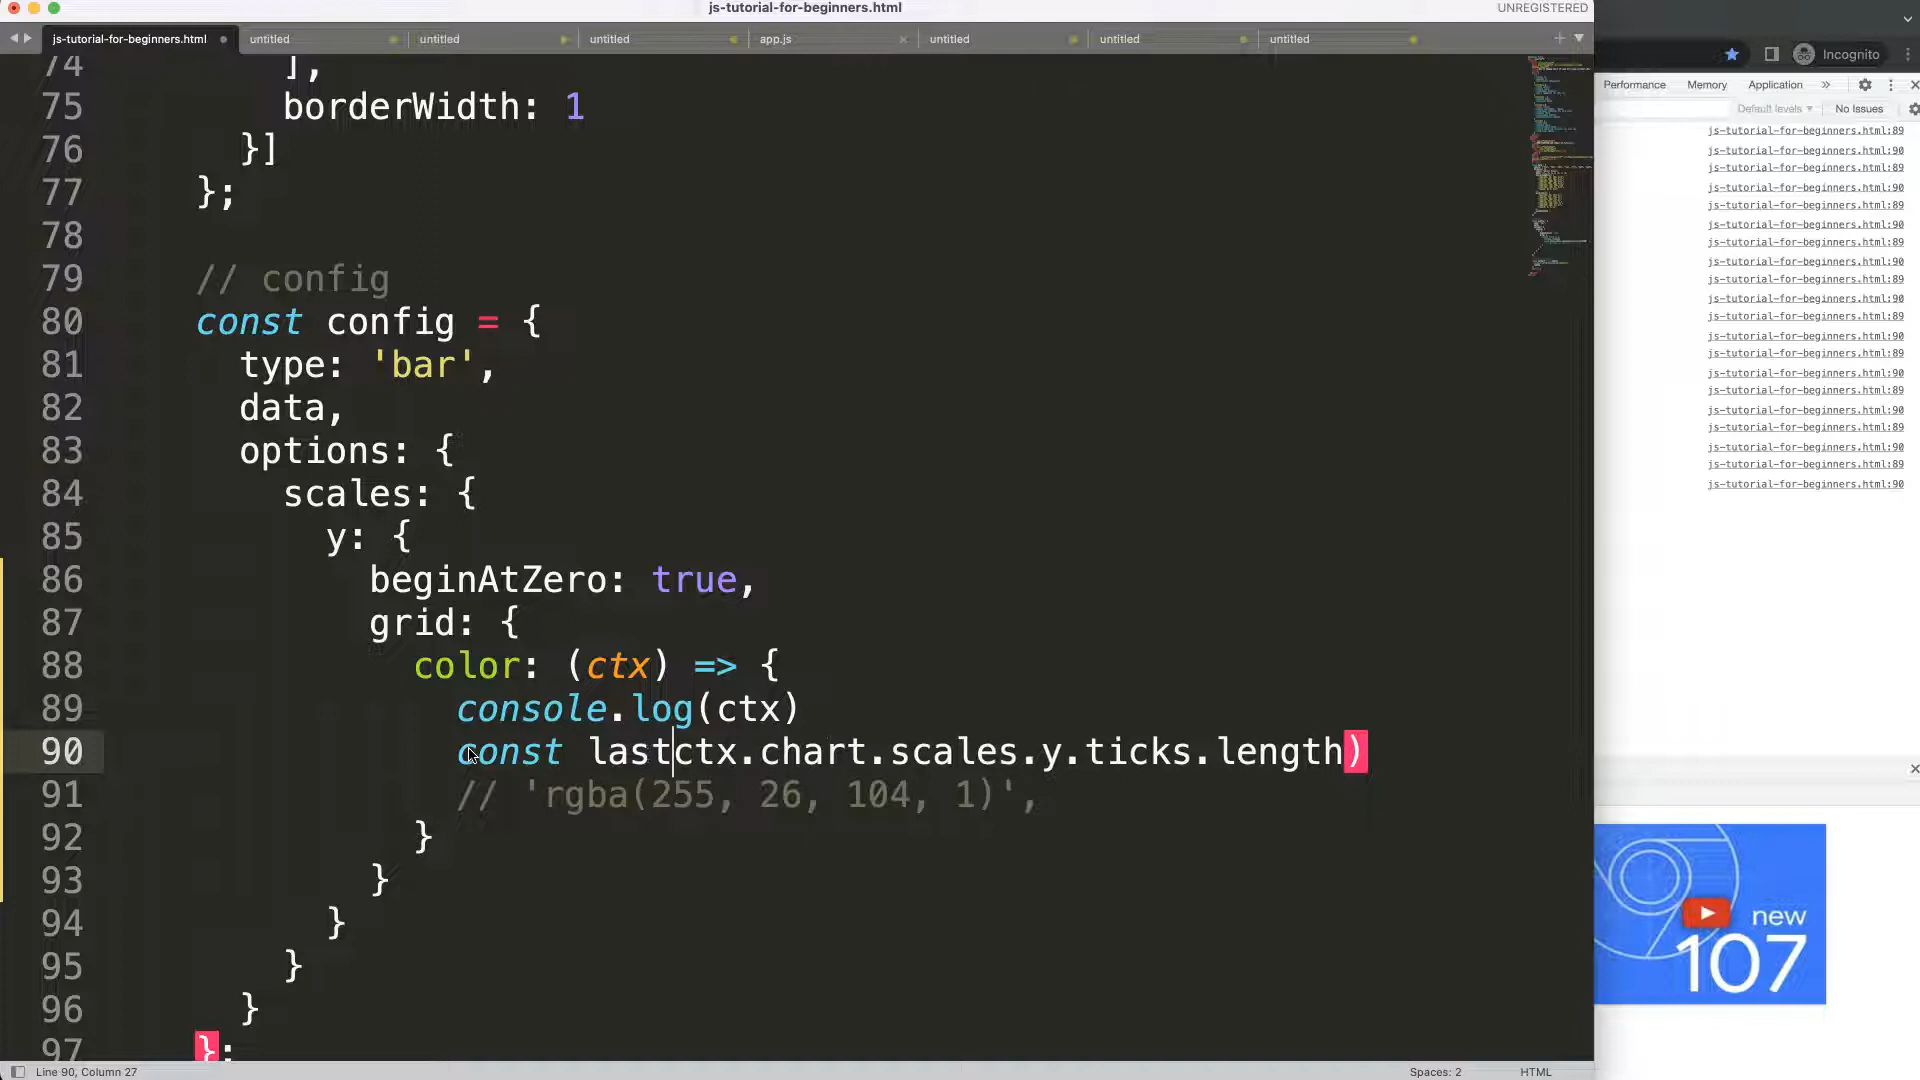 js-tutorial-for-beginners.html
UNREGISTERED
js-tutorial-for-beginners.html untitled untitled untitled app.js untitled untitled untitled
Incognito
Performance Memory Application »
Default levels ▼ No Issues
74 ],
75 borderWidth: 1
76 }]
77 };
78
79 // config
80 const config = {
81 type: 'bar',
82 data,
83 options: {
84 scales: {
85 y: {
86 beginAtZero: true,
87 grid: {
88 color: (ctx) => {
89 console.log(ctx)
90 const lastctx.chart.scales.y.ticks.length)
91 // 'rgba(255, 26, 104, 1)',
92 }
93 }
94 }
95 }
96 }
97 };
js-tutorial-for-beginners.html:89
js-tutorial-for-beginners.html:90
js-tutorial-for-beginners.html:89
js-tutorial-for-beginners.html:90
js-tutorial-for-beginners.html:89
js-tutorial-for-beginners.html:90
js-tutorial-for-beginners.html:89
js-tutorial-for-beginners.html:90
js-tutorial-for-beginners.html:89
js-tutorial-for-beginners.html:90
js-tutorial-for-beginners.html:89
js-tutorial-for-beginners.html:90
js-tutorial-for-beginners.html:89
js-tutorial-for-beginners.html:90
js-tutorial-for-beginners.html:89
js-tutorial-for-beginners.html:90
js-tutorial-for-beginners.html:89
js-tutorial-for-beginners.html:90
js-tutorial-for-beginners.html:89
js-tutorial-for-beginners.html:90
new
107
Line 90, Column 27
Spaces: 2
HTML